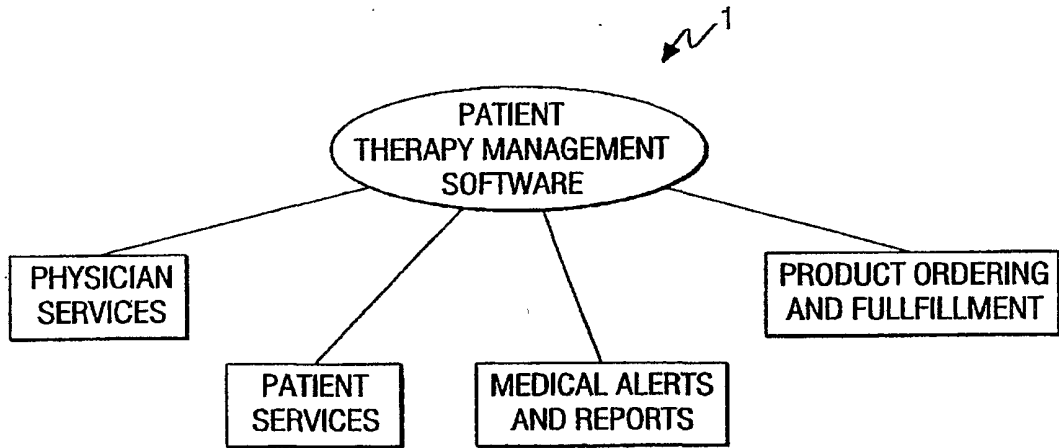 1
PATIENT
THERAPY MANAGEMENT
SOFTWARE
PHYSICIAN
SERVICES
PATIENT
SERVICES
MEDICAL ALERTS
AND REPORTS
PRODUCT ORDERING
AND FULLFILLMENT